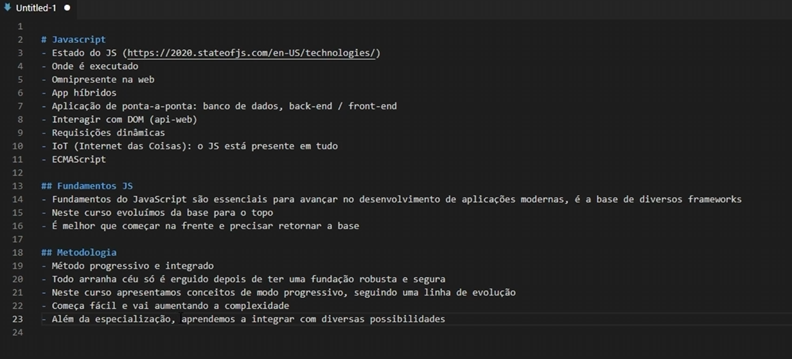 Untitled-1
1
2 # Javascript
3 - Estado do JS (https://2020.stateofjs.com/en-US/technologies/)
4 - Onde é executado
5 - Omnipresente na web
6 - App híbridos
7 - Aplicação de ponta-a-ponta: banco de dados, back-end / front-end
8 - Interagir com DOM (api-web)
9 - Requisições dinâmicas
10 - IoT (Internet das Coisas): o JS está presente em tudo
11 - ECMAScript
12
13 ## Fundamentos JS
14 - Fundamentos do JavaScript são essenciais para avançar no desenvolvimento de aplicações modernas, é a base de diversos frameworks
15 - Neste curso evoluímos da base para o topo
16 - É melhor que começar na frente e precisar retornar a base
17
18 ## Metodologia
19 - Método progressivo e integrado
20 - Todo arranha céu só é erguido depois de ter uma fundação robusta e segura
21 - Neste curso apresentamos conceitos de modo progressivo, seguindo uma linha de evolução
22 - Começa fácil e vai aumentando a complexidade
23 - Além da especialização, aprendemos a integrar com diversas possibilidades
24